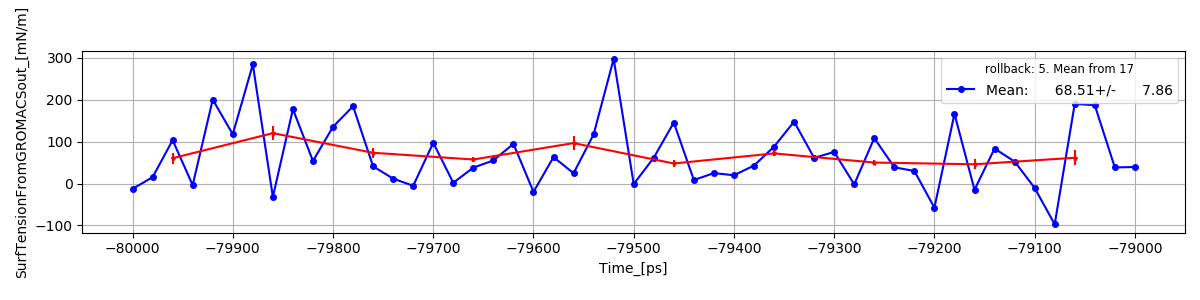 SurfTensionFromGROMACSout_[mN/m]
300
200
100
0
−100
rollback: 5. Mean from 17
Mean: 68.51+/- 7.86
−80000 −79900 −79800 −79700 −79600 −79500 −79400 −79300 −79200 −79100 −79000
Time_[ps]